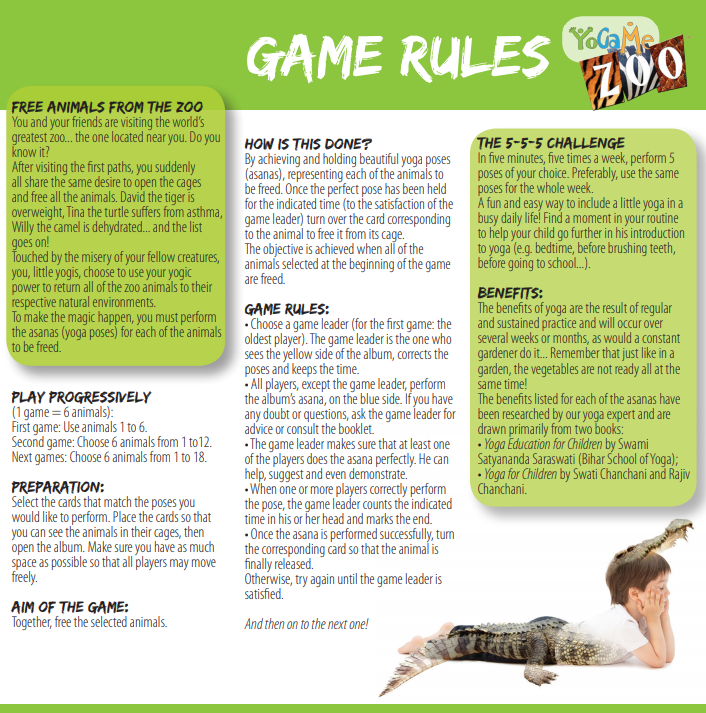 GAME RULES
YOGAME
ZOO
FREE ANIMALS FROM THE ZOO
You and your friends are visiting the world's
greatest zoo... the one located near you. Do you
know it?
After visiting the first paths, you suddenly
all share the same desire to open the cages
and free all the animals. David the tiger is
overweight, Tina the turtle suffers from asthma,
Willy the camel is dehydrated... and the list
goes on!
Touched by the misery of your fellow creatures,
you, little yogis, choose to use your yogic
power to return all of the zoo animals to their
respective natural environments.
To make the magic happen, you must perform
the asanas (yoga poses) for each of the animals
to be freed.
PLAY PROGRESSIVELY
(1 game = 6 animals):
First game: Use animals 1 to 6.
Second game: Choose 6 animals from 1 to12.
Next games: Choose 6 animals from 1 to 18.
PREPARATION:
Select the cards that match the poses you
would like to perform. Place the cards so that
you can see the animals in their cages, then
open the album. Make sure you have as much
space as possible so that all players may move
freely.
AIM OF THE GAME:
Together, free the selected animals.
HOW IS THIS DONE?
By achieving and holding beautiful yoga poses
(asanas), representing each of the animals to
be freed. Once the perfect pose has been held
for the indicated time (to the satisfaction of the
game leader) turn over the card corresponding
to the animal to free it from its cage.
The objective is achieved when all of the
animals selected at the beginning of the game
are freed.
GAME RULES:
• Choose a game leader (for the first game: the
oldest player). The game leader is the one who
sees the yellow side of the album, corrects the
poses and keeps the time.
• All players, except the game leader, perform
the album's asana, on the blue side. If you have
any doubt or questions, ask the game leader for
advice or consult the booklet.
• The game leader makes sure that at least one
of the players does the asana perfectly. He can
help, suggest and even demonstrate.
• When one or more players correctly perform
the pose, the game leader counts the indicated
time in his or her head and marks the end.
• Once the asana is performed successfully, turn
the corresponding card so that the animal is
finally released.
Otherwise, try again until the game leader is
satisfied.
And then on to the next one!
THE 5-5-5 CHALLENGE
In five minutes, five times a week, perform 5
poses of your choice. Preferably, use the same
poses for the whole week.
A fun and easy way to include a little yoga in a
busy daily life! Find a moment in your routine
to help your child go further in his introduction
to yoga (e.g. bedtime, before brushing teeth,
before going to school...).
BENEFITS:
The benefits of yoga are the result of regular
and sustained practice and will occur over
several weeks or months, as would a constant
gardener do it... Remember that just like in a
garden, the vegetables are not ready all at the
same time!
The benefits listed for each of the asanas have
been researched by our yoga expert and are
drawn primarily from two books:
• Yoga Education for Children by Swami
Satyananda Saraswati (Bihar School of Yoga);
• Yoga for Children by Swati Chanchani and Rajiv
Chanchani.